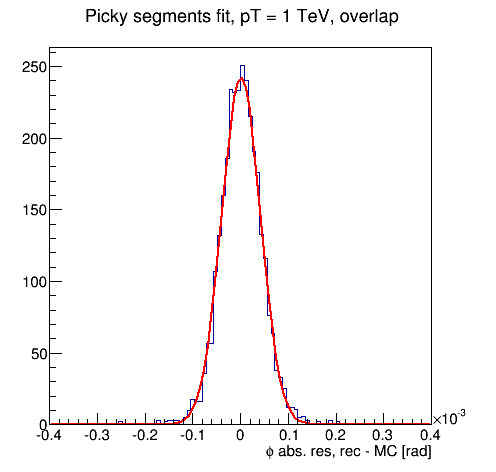 Picky segments fit, pT = 1 TeV, overlap
250
200
150
100
50
0
-0.4 -0.3 -0.2 -0.1 0 0.1 0.2 0.3 0.4
×10⁻³
ϕ abs. res, rec - MC [rad]